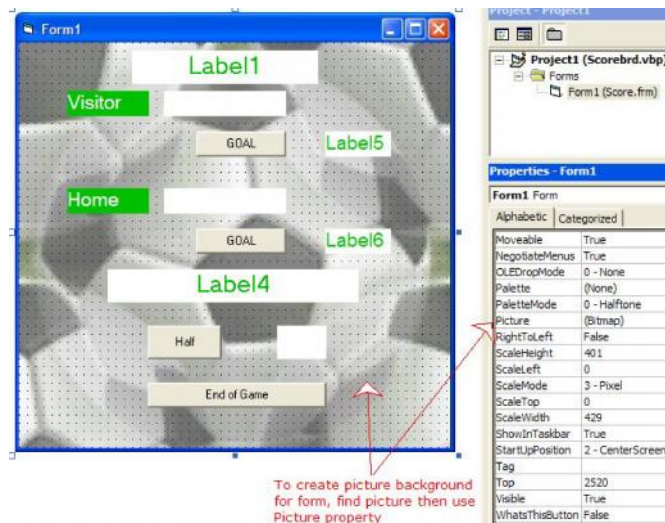 Form1
Label1
Visitor
GOAL
Label5
Home
GOAL
Label6
Label4
Half
End of Game
To create picture background
for form, find picture then use
Picture property
Project - Project1
Project1 (Scorebrd.vbp)
Forms
Form1 (Score.frm)
Properties - Form1
Form1 Form
Alphabetic Categorized
Moveable True
NegotiateMenus True
OLEDropMode 0 - None
Palette (None)
PaletteMode 0 - Halftone
Picture (Bitmap)
RightToLeft False
ScaleHeight 401
ScaleLeft 0
ScaleMode 3 - Pixel
ScaleTop 0
ScaleWidth 429
ShowInTaskbar True
StartUpPosition 2 - CenterScreen
Tag
Top 2520
Visible True
WhatsThisButton False